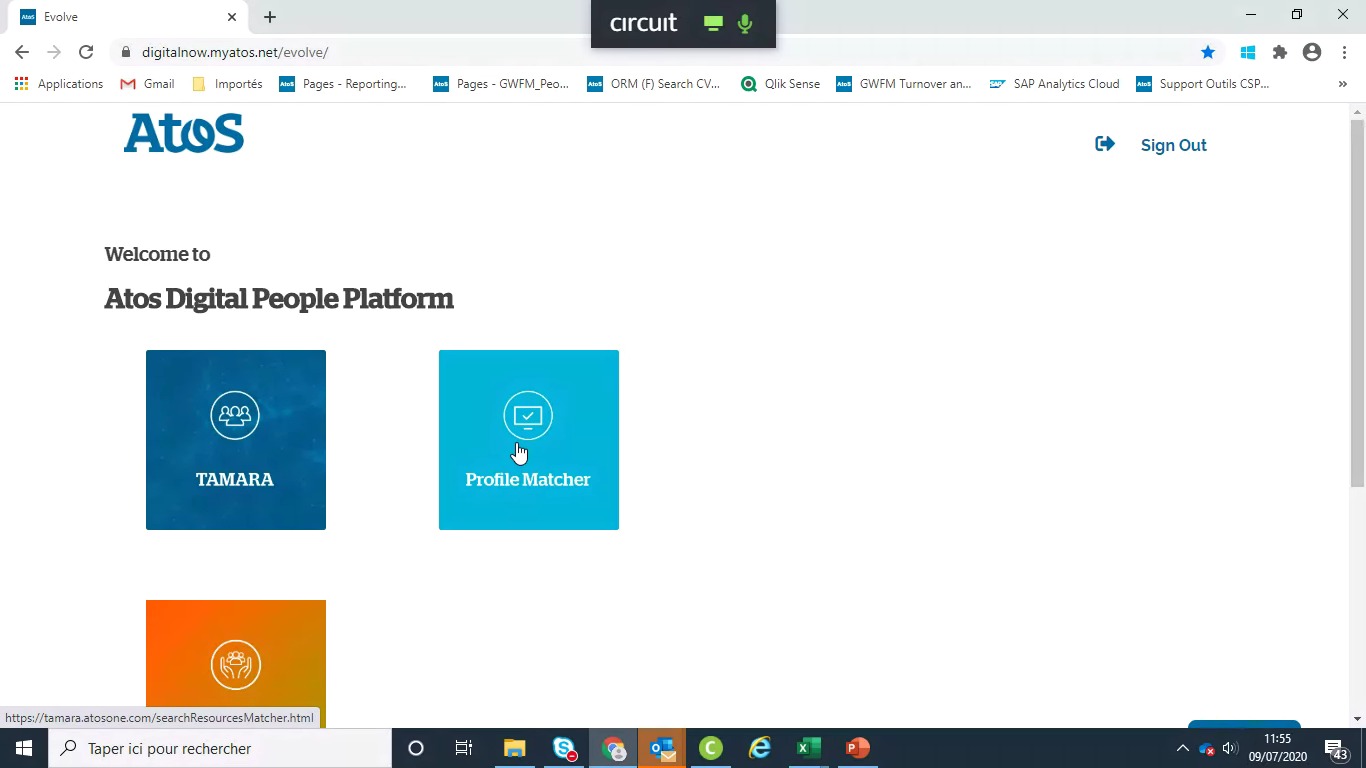 Evolve
circuit
digitalnow.myatos.net/evolve/
Applications
Gmail
Importés
Pages - Reporting...
Pages - GWFM_Peo...
ORM (F) Search CV...
Qlik Sense
GWFM Turnover an...
SAP Analytics Cloud
Support Outils CSP...
»
Atos
Sign Out
Welcome to
Atos Digital People Platform
TAMARA
Profile Matcher
https://tamara.atosone.com/searchResourcesMatcher.html
Taper ici pour rechercher
11:55
09/07/2020
43